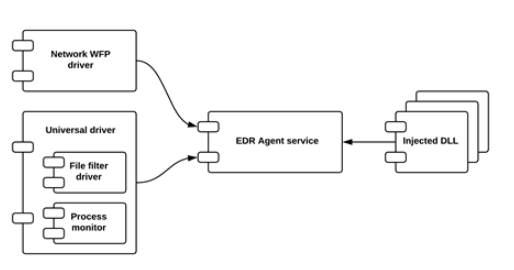 Network WFP
driver
Universal driver
File filter
driver
Process
monitor
EDR Agent service
Injected DLL